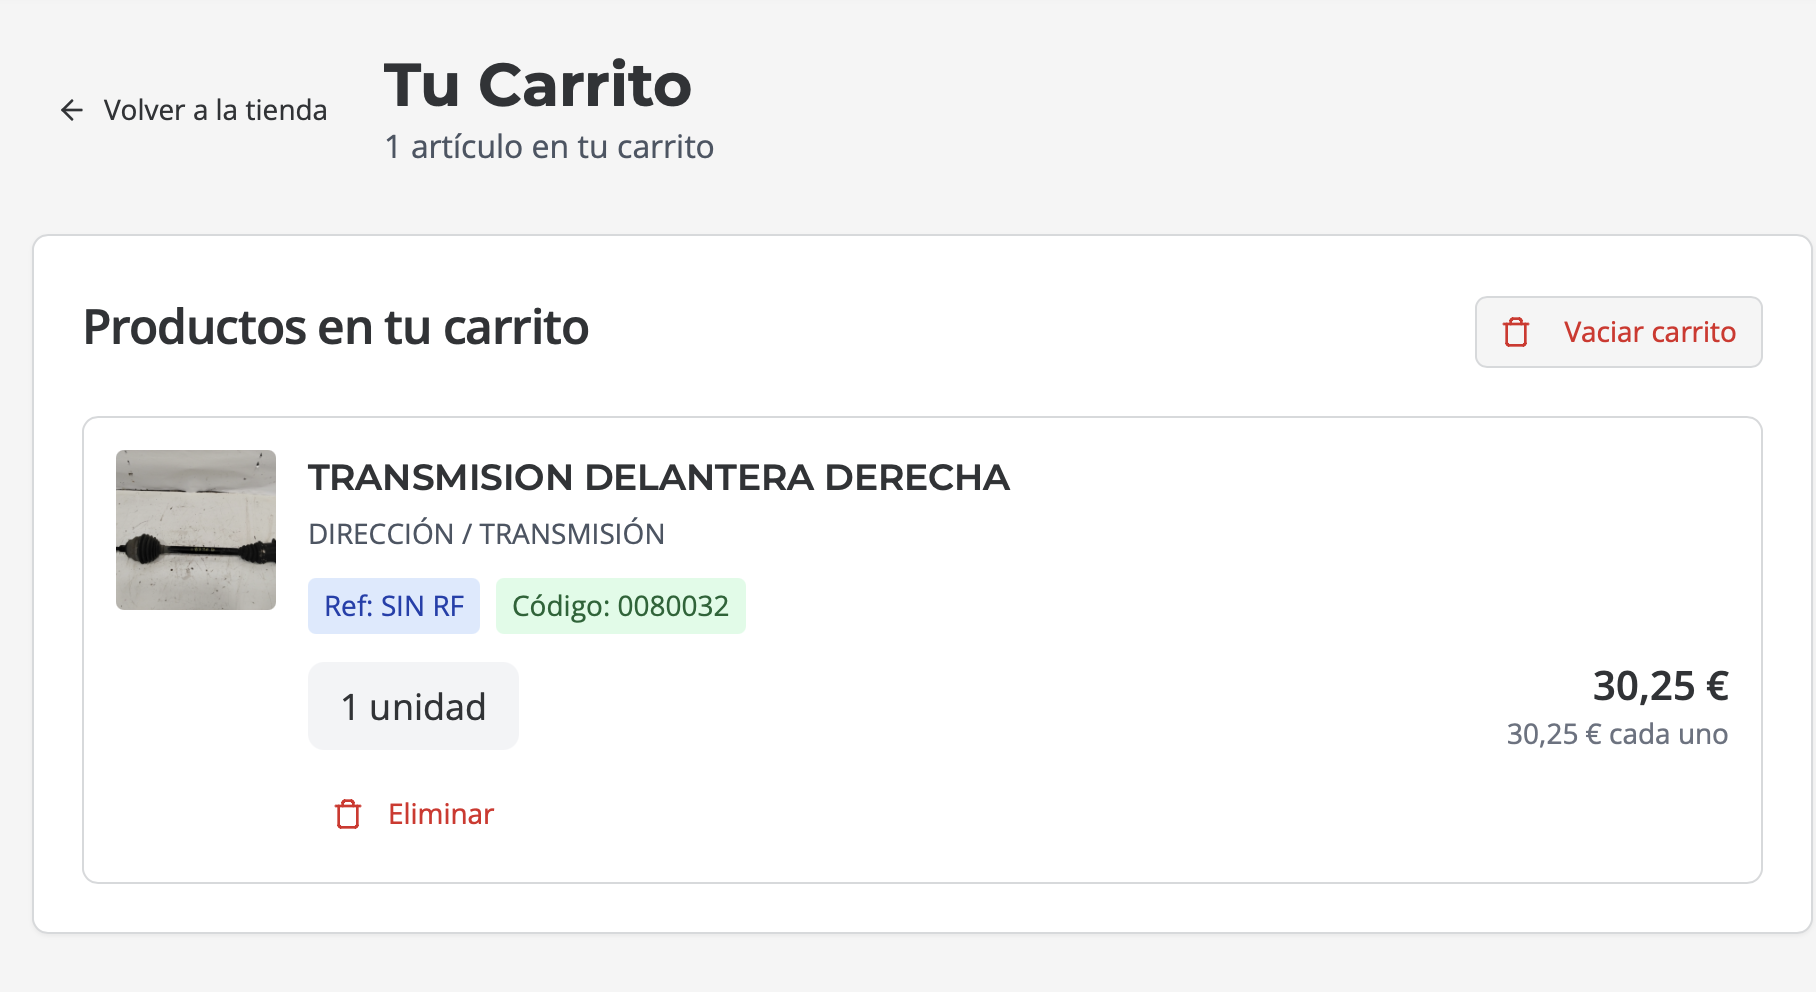 Volver a la tienda
Tu Carrito
1 artículo en tu carrito
Productos en tu carrito
Vaciar carrito
TRANSMISION DELANTERA DERECHA
DIRECCIÓN / TRANSMISIÓN
Ref: SIN RF
Código: 0080032
1 unidad
30,25 €
30,25 € cada uno
Eliminar